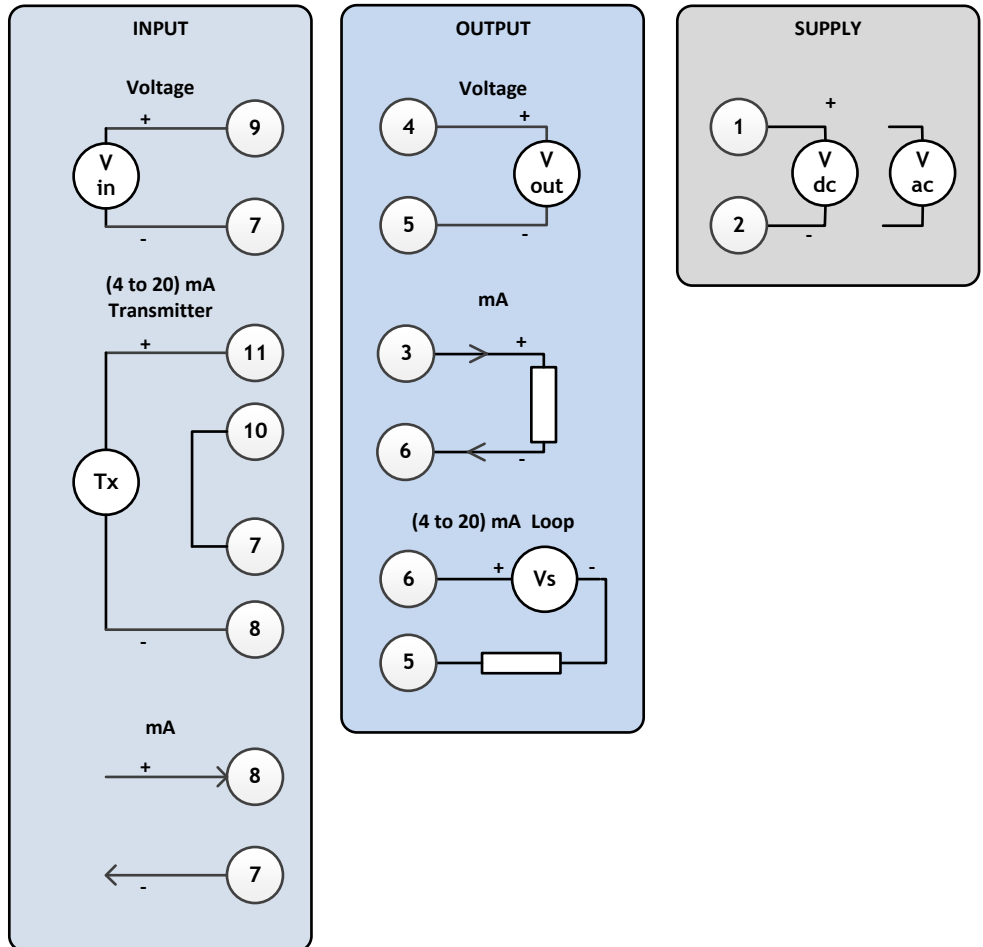 INPUT
Voltage
+
9
V
in
-
7
(4 to 20) mA
Transmitter
+
11
10
Tx
7
-
8
mA
+
8
-
7
OUTPUT
Voltage
4
+
V
out
5
-
mA
3
+
6
-
(4 to 20) mA Loop
6
+
Vs
-
5
SUPPLY
+
1
V
dc
V
ac
2
-